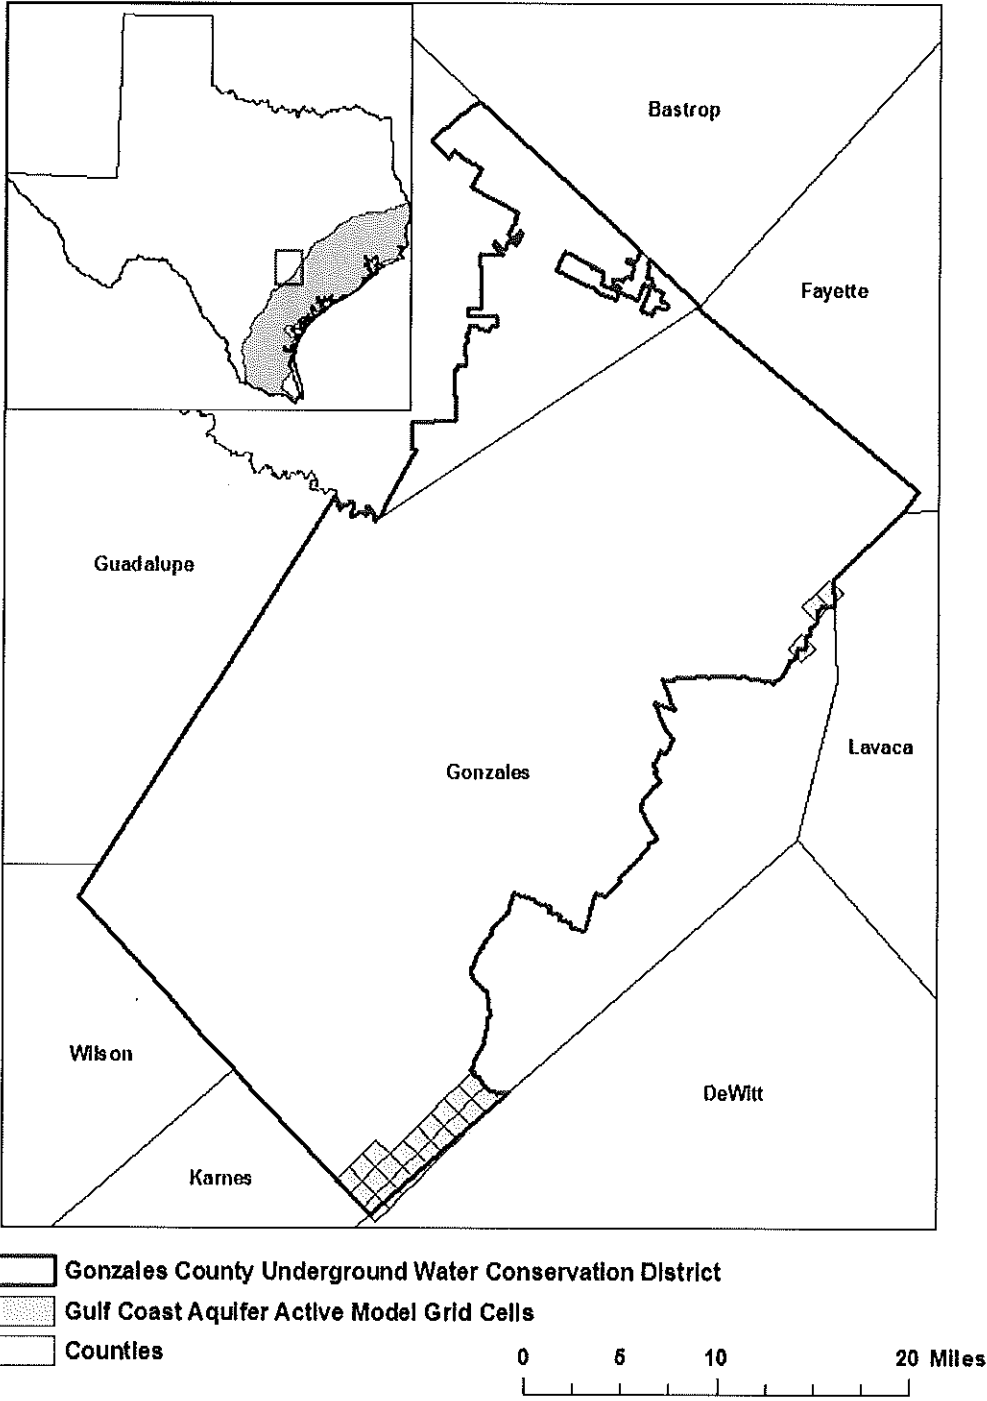 Bastrop
Fayette
Guadalupe
Lavaca
Gonzales
Wilson
DeWitt
Karnes
Gonzales County Underground Water Conservation District
Gulf Coast Aquifer Active Model Grid Cells
Counties
0 5 10 20 Miles